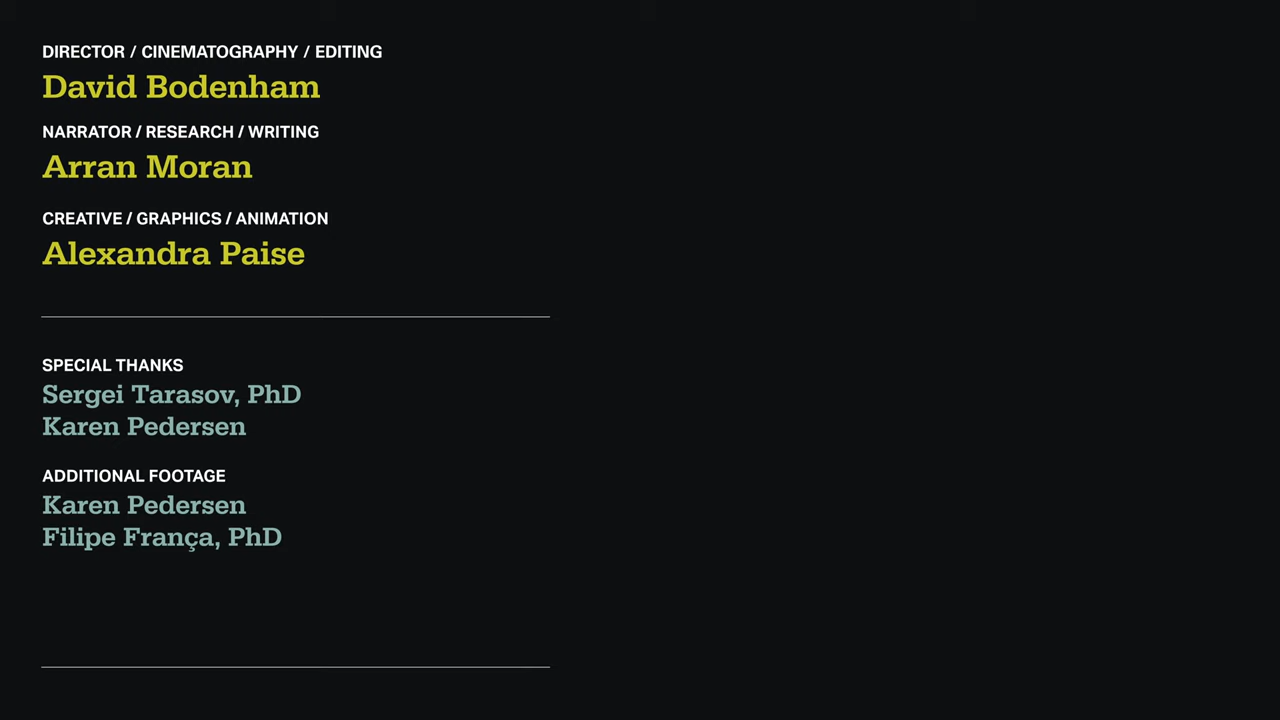 DIRECTOR / CINEMATOGRAPHY / EDITING
David Bodenham
NARRATOR / RESEARCH / WRITING
Arran Moran
CREATIVE / GRAPHICS / ANIMATION
Alexandra Paise
SPECIAL THANKS
Sergei Tarasov, PhD
Karen Pedersen
ADDITIONAL FOOTAGE
Karen Pedersen
Filipe França, PhD